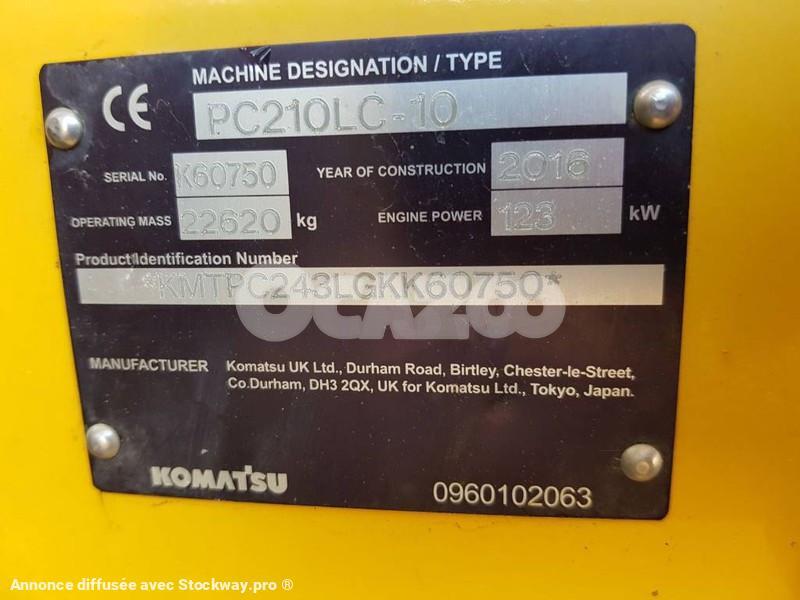 MACHINE DESIGNATION / TYPE
CE PC210LC-10
SERIAL No. K60750 YEAR OF CONSTRUCTION 2016
OPERATING MASS 22620 kg ENGINE POWER 123 kW
Product Identification Number
*KMTPC243LGKK60750*
OCAZOO
MANUFACTURER Komatsu UK Ltd., Durham Road, Birtley, Chester-le-Street,
Co.Durham, DH3 2QX, UK for Komatsu Ltd., Tokyo, Japan.
KOMATSU 0960102063
Annonce diffusée avec Stockway.pro ®